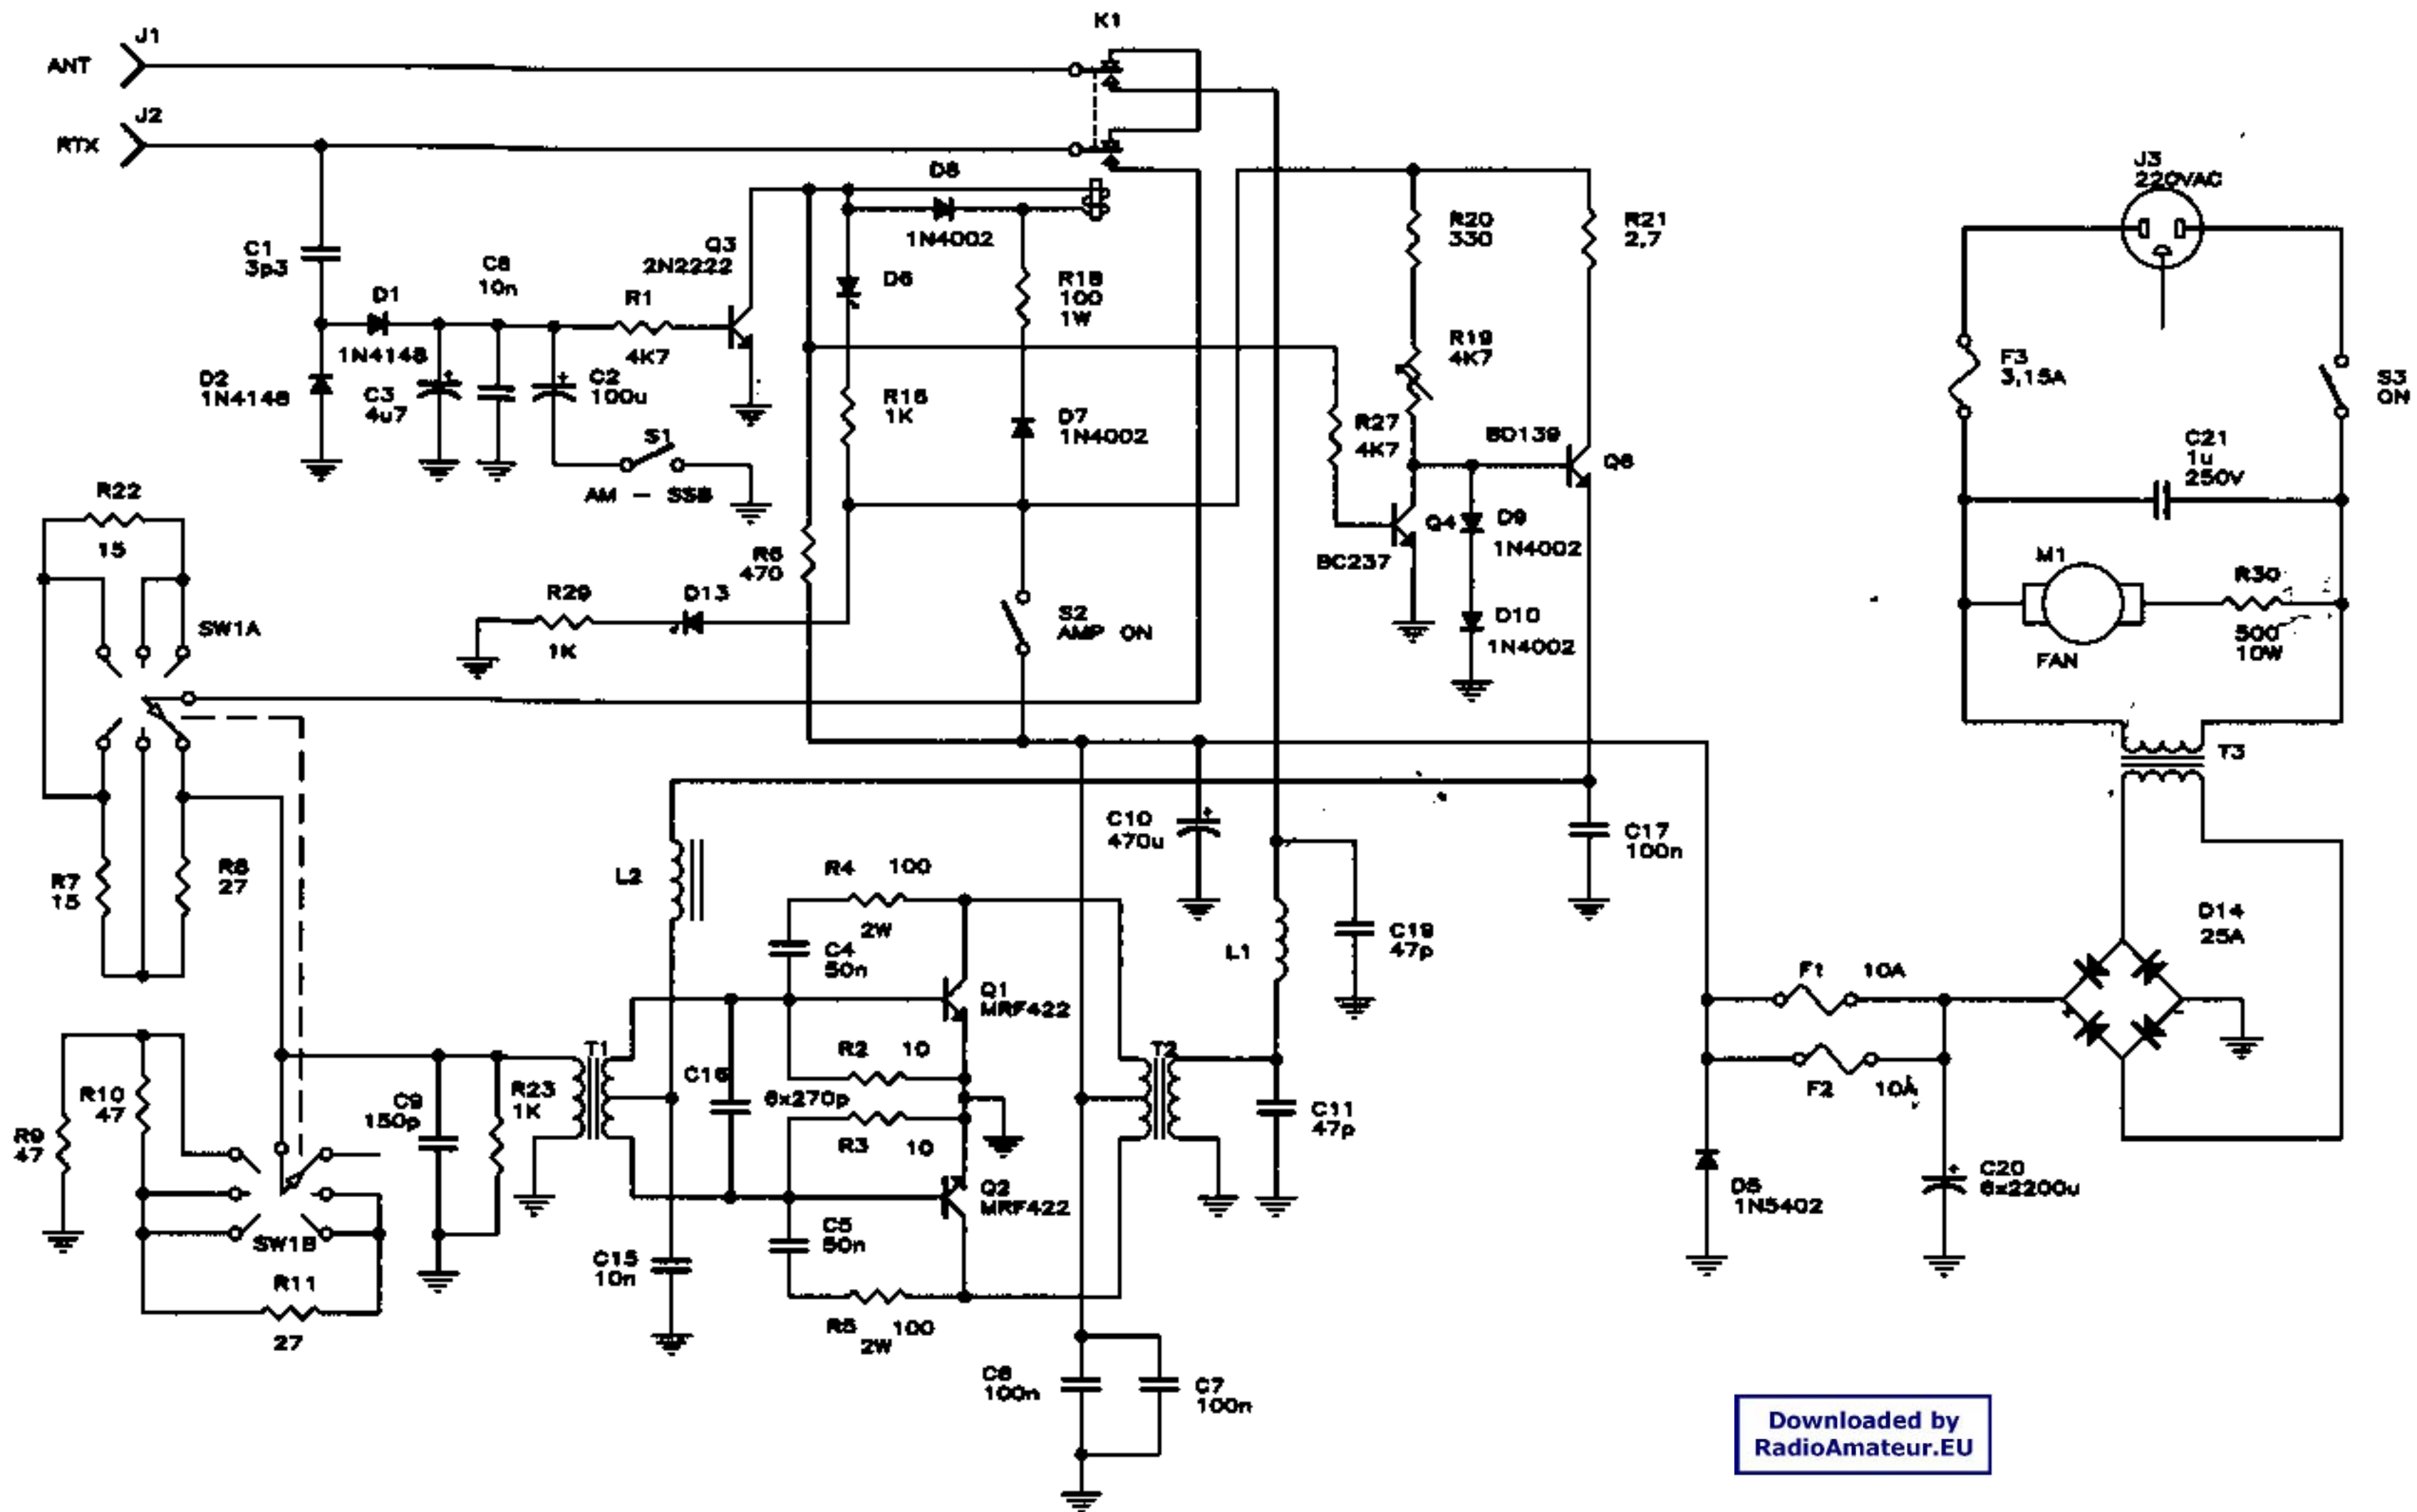 K1
J1
ANT
J2
RTX
D8
1N4002
J3
220VAC
C1
3p3
Q3
2N2222
C8
10n
D1
1N4148
R1
4K7
D6
R18
100
1W
R20
330
R21
2,7
R19
4K7
F3
3,15A
S3
ON
D2
1N4148
C3
4u7
C2
100u
S1
AM - SSB
R16
1K
D7
1N4002
R27
4K7
BD139
Q6
C21
1u
250V
R22
15
Q4
BC237
D9
1N4002
R6
470
M1
FAN
R30
500
10W
SW1A
R29
1K
D13
S2
AMP ON
D10
1N4002
T3
C10
470u
C17
100n
R7
15
R8
27
L2
R4 100
2W
C4
50n
L1
C19
47p
D14
25A
Q1
MRF422
F1 10A
F2 10A
R10
47
R9
47
C9
150p
R23
1K
T1
C16
6x270p
R2 10
R3 10
T2
C11
47p
Q2
MRF422
D5
1N5402
C20
6x2200u
SW1B
R11
27
C15
10n
C5
50n
R5 100
2W
C6
100n
C7
100n
Downloaded by
RadioAmateur.EU